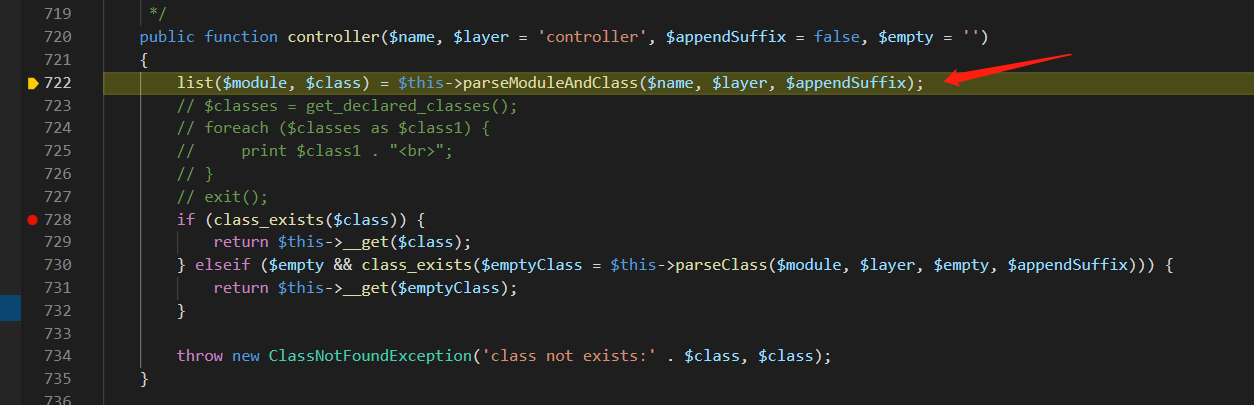 719 */
720 public function controller($name, $layer = 'controller', $appendSuffix = false, $empty = '')
721 {
722 list($module, $class) = $this->parseModuleAndClass($name, $layer, $appendSuffix);
723 // $classes = get_declared_classes();
724 // foreach ($classes as $class1) {
725 //     print $class1 . "<br>";
726 // }
727 // exit();
728 if (class_exists($class)) {
729 return $this->__get($class);
730 } elseif ($empty && class_exists($emptyClass = $this->parseClass($module, $layer, $empty, $appendSuffix))) {
731 return $this->__get($emptyClass);
732 }
733
734 throw new ClassNotFoundException('class not exists:' . $class, $class);
735 }
736